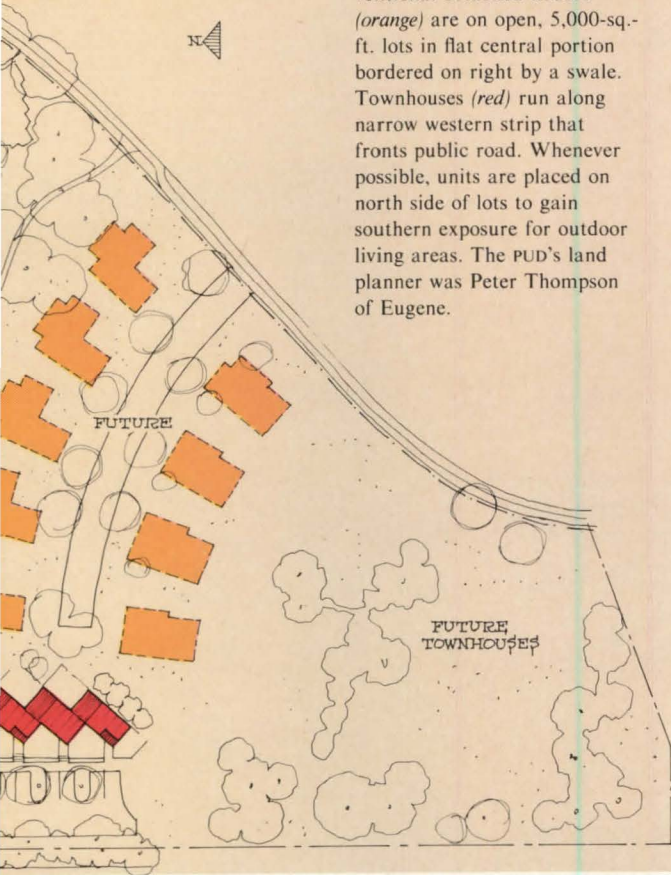 (orange) are on open, 5,000-sq.-
ft. lots in flat central portion
bordered on right by a swale.
Townhouses (red) run along
narrow western strip that
fronts public road. Whenever
possible, units are placed on
north side of lots to gain
southern exposure for outdoor
living areas. The PUD's land
planner was Peter Thompson
of Eugene.
N
FUTURE
FUTURE
TOWNHOUSES